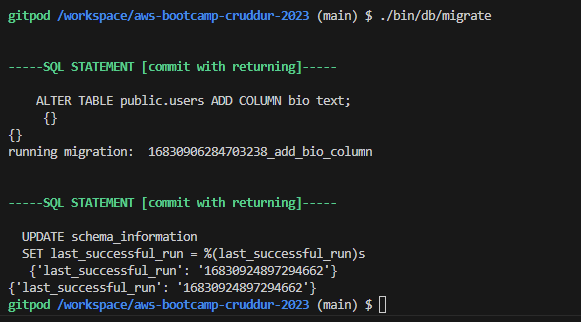 gitpod /workspace/aws-bootcamp-cruddur-2023 (main) $ ./bin/db/migrate
-----SQL STATEMENT [commit with returning]-----
ALTER TABLE public.users ADD COLUMN bio text;
{}
{}
running migration:  16830906284703238_add_bio_column
-----SQL STATEMENT [commit with returning]-----
UPDATE schema_information
SET last_successful_run = %(last_successful_run)s
{'last_successful_run': '16830924897294662'}
{'last_successful_run': '16830924897294662'}
gitpod /workspace/aws-bootcamp-cruddur-2023 (main) $